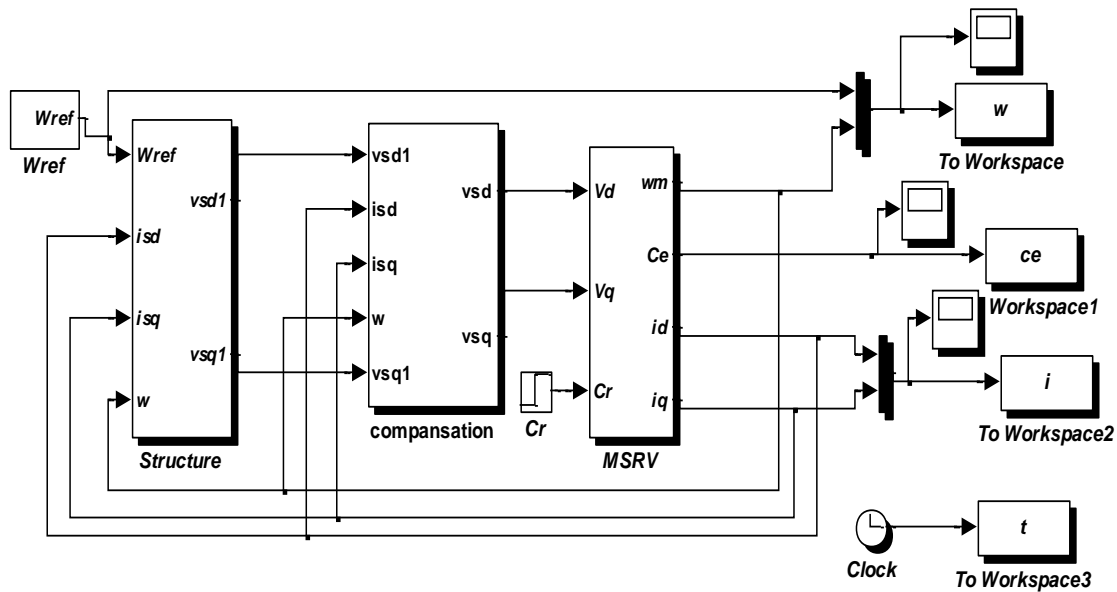 Wref
Wref
Wref
isd
isq
w
vsd1
vsq1
Structure
vsd1
isd
isq
w
vsq1
vsd
vsq
compansation
Cr
Vd
Vq
Cr
wm
Ce
id
iq
MSRV
w
To Workspace
ce
Workspace1
i
To Workspace2
Clock
t
To Workspace3